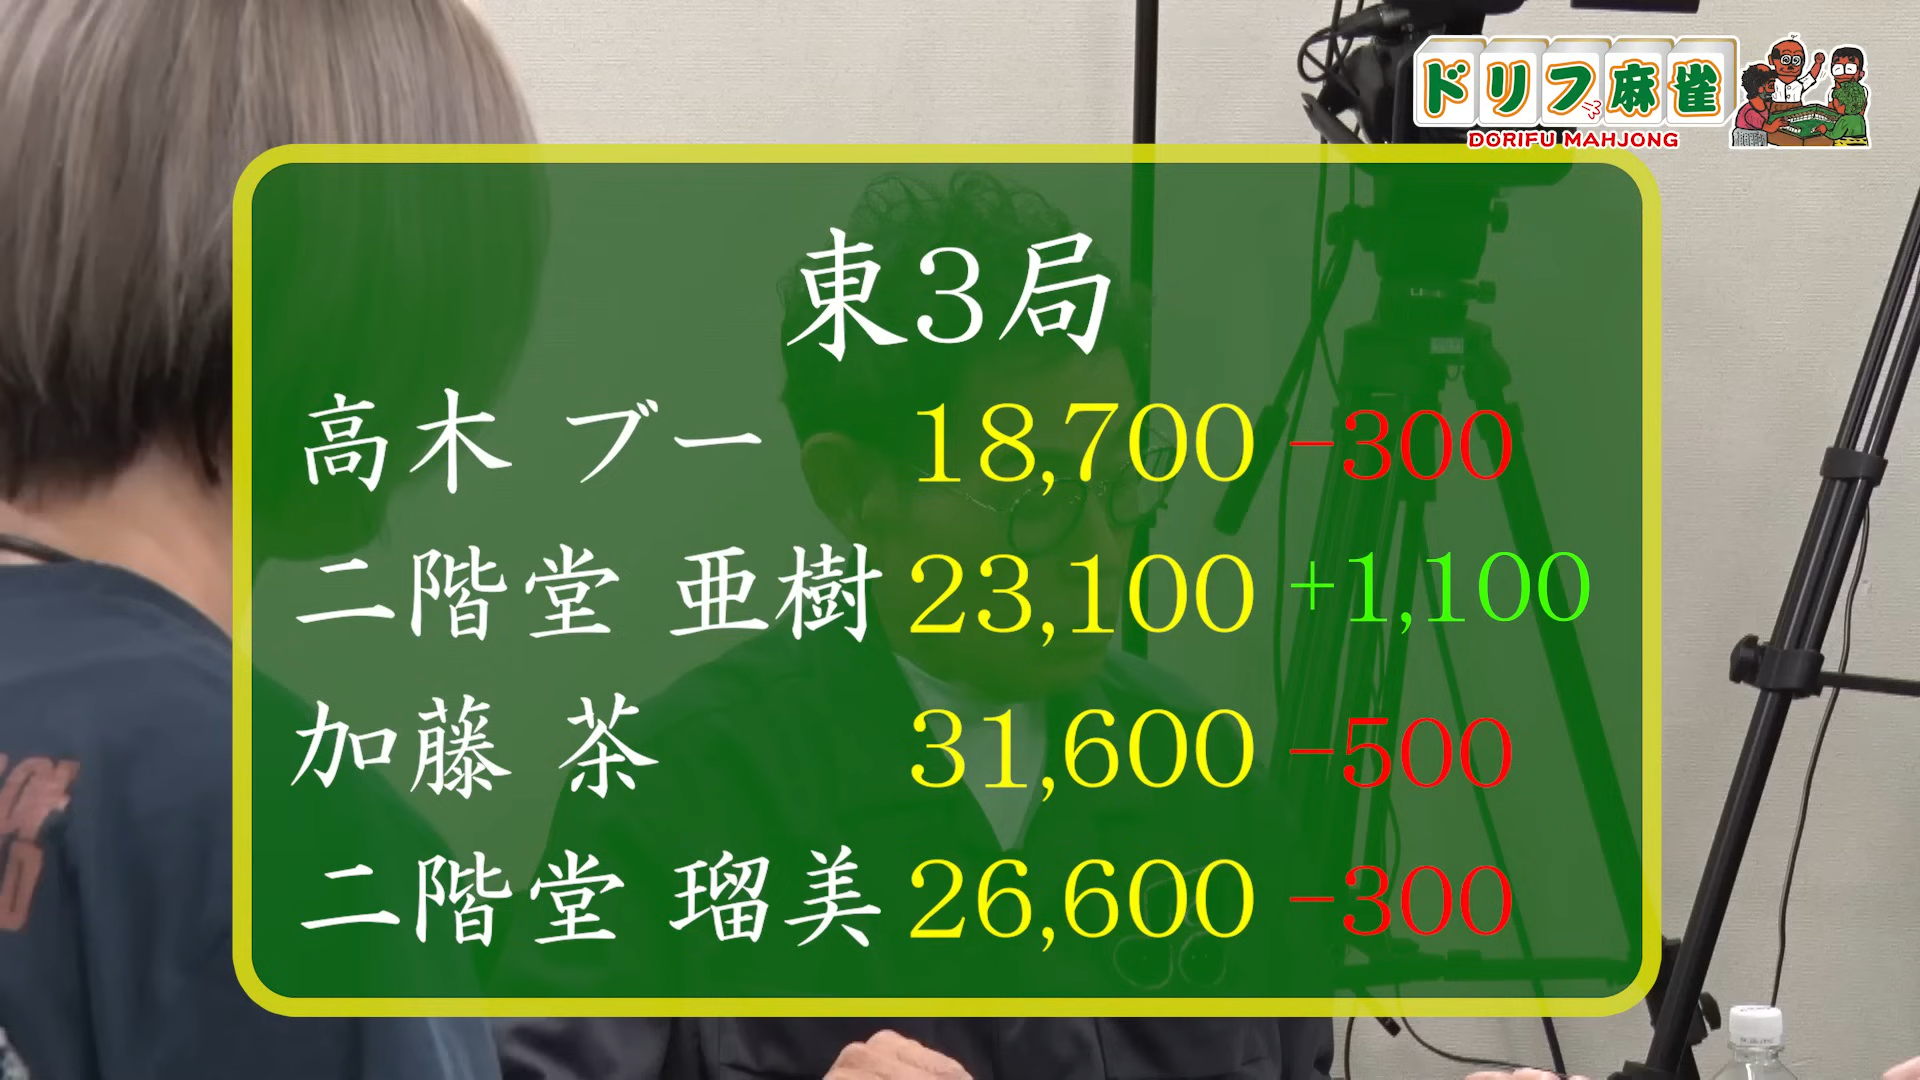 ドリフ麻雀
DORIFU MAHJONG
東3局
高木 ブー 18,700 -300
二階堂 亜樹 23,100 +1,100
加藤 茶 31,600 -500
二階堂 瑠美 26,600 -300